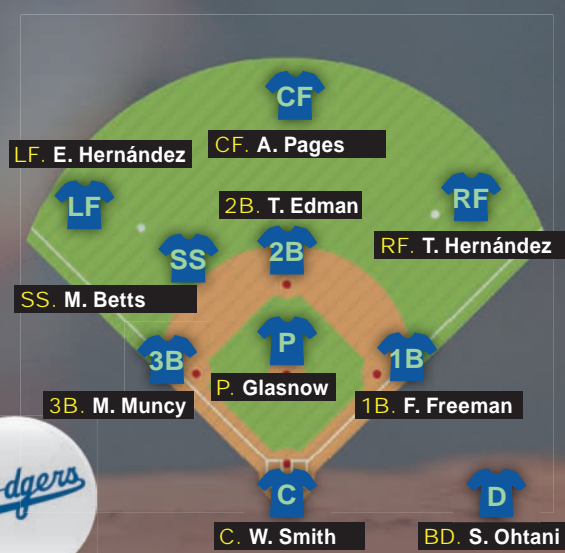 CF
LF. E. Hernández
CF. A. Pages
LF
2B. T. Edman
RF
SS
2B
RF. T. Hernández
SS. M. Betts
P
3B
1B
P. Glasnow
3B. M. Muncy
1B. F. Freeman
dgers
C
D
C. W. Smith
BD. S. Ohtani